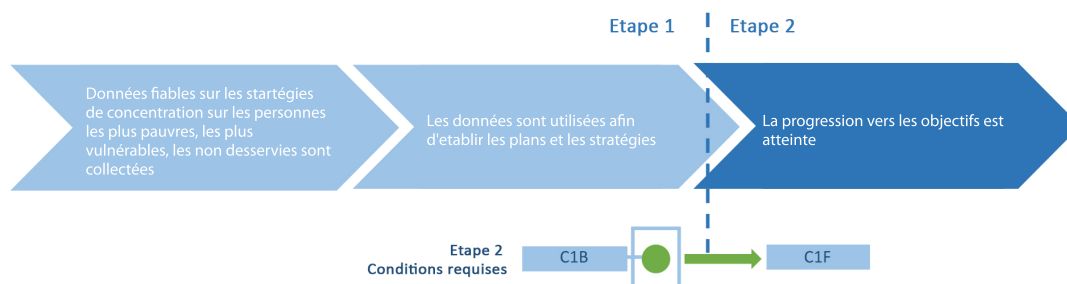 Etape 1
Etape 2
Données fiables sur les startégies
de concentration sur les personnes
les plus pauvres, les plus
vulnérables, les non desservies sont
collectées
Les données sont utilisées afin
d'etablir les plans et les stratégies
La progression vers les objectifs est
atteinte
Etape 2
Conditions requises
C1B
C1F